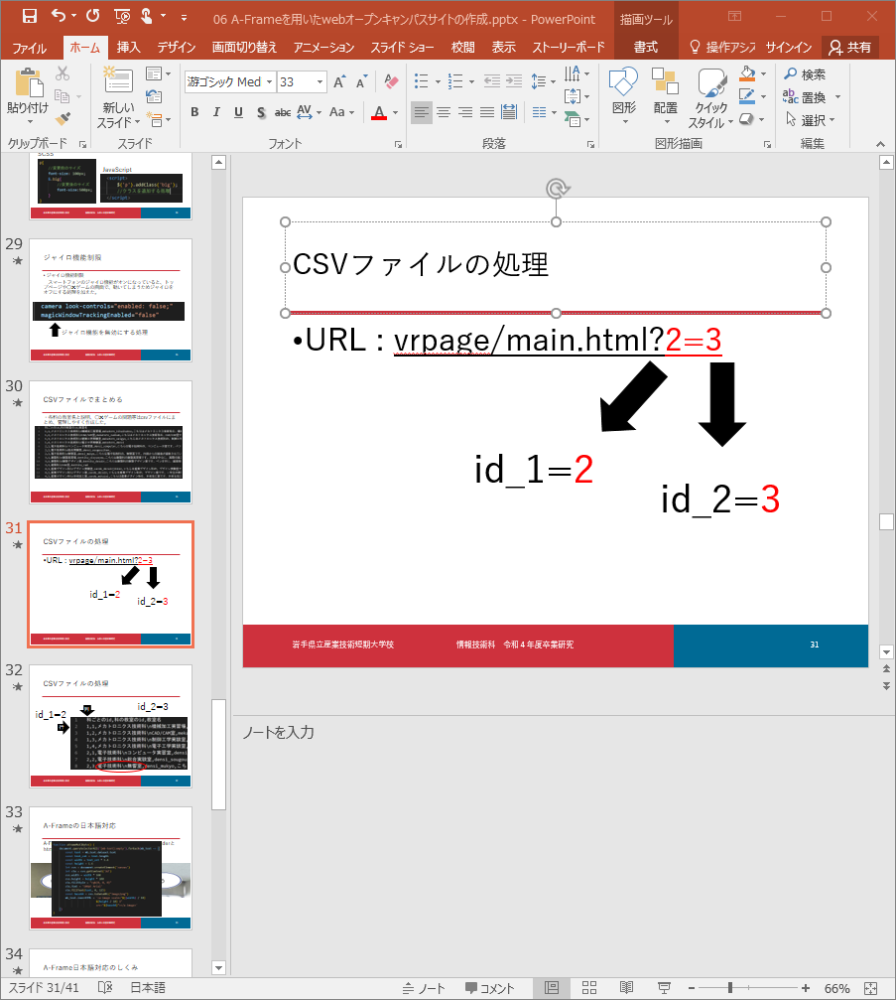 06 A-Frameを用いたwebオープンキャンパスサイトの作成.pptx - PowerPoint
描画ツール
ファイル ホーム 挿入 デザイン 画面切り替え アニメーション スライド ショー 校閲 表示 ストーリーボード 書式 操作アシス サインイン 共有
貼り付け
新しい
スライド
游ゴシック Med 33
B I U S abc AV Aa A
図形 配置 クイック
スタイル
検索
置換
選択
クリップボード スライド フォント 段落 図形描画 編集
SCSS
JavaScript
29
ジャイロ機能制限
camera look-controls="enabled: false;"
magicWindowTrackingEnabled="false"
ジャイロ機能を無効にする処理
30
CSVファイルでまとめる
31
CSVファイルの処理
•URL : vrpage/main.html?2=3
id_1=2
id_2=3
32
CSVファイルの処理
id_1=2
id_2=3
33
A-Frameの日本語対応
34
A-Frame日本語対応のしくみ
CSVファイルの処理
•URL : vrpage/main.html?2=3
id_1=2
id_2=3
岩手県立産業技術短期大学校 情報技術科 令和４年度卒業研究 31
ノートを入力
スライド 31/41 日本語 ノート コメント 66%